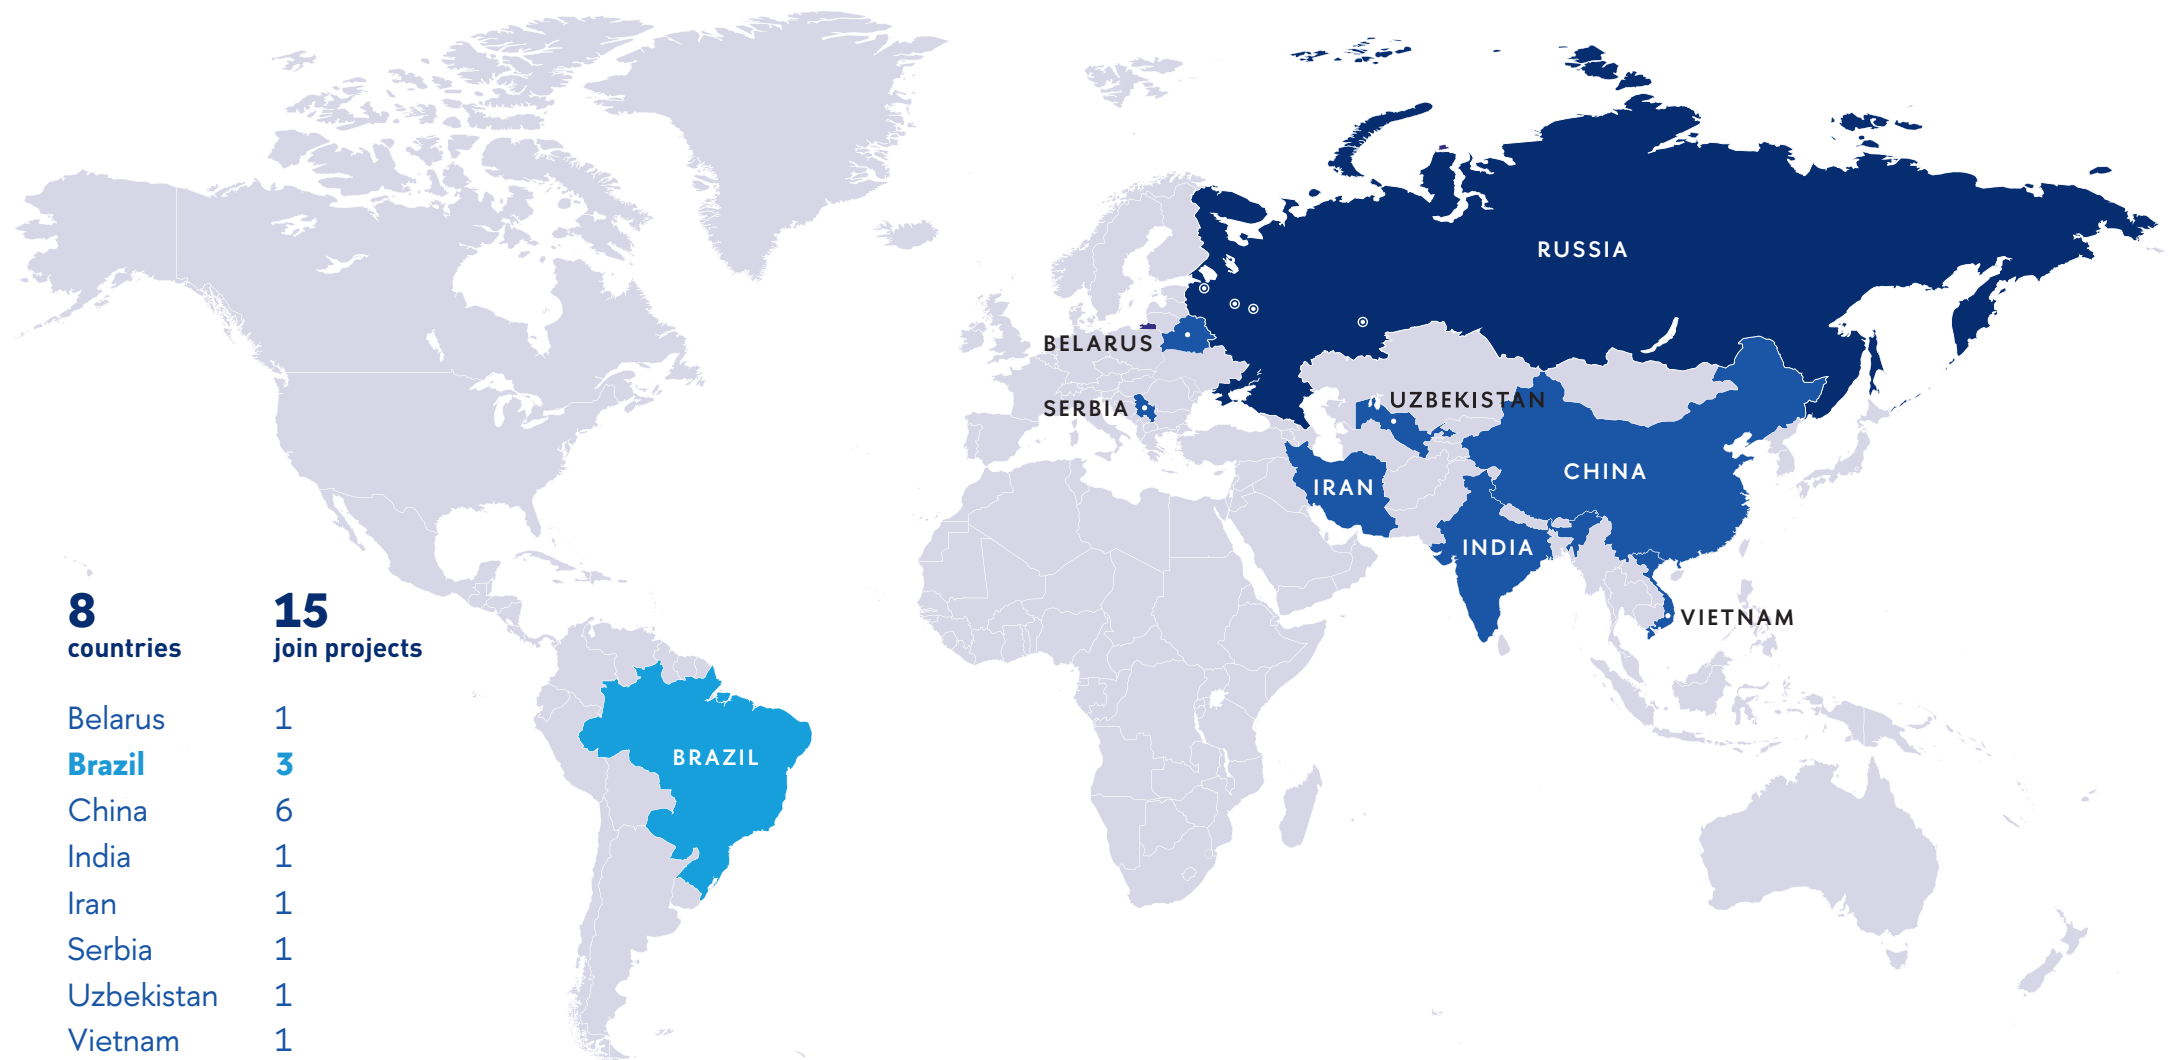 RUSSIA
BELARUS
UZBEKISTAN
SERBIA
CHINA
IRAN
INDIA
VIETNAM
BRAZIL
8 15
countries join projects
Belarus 1
Brazil 3
China 6
India 1
Iran 1
Serbia 1
Uzbekistan 1
Vietnam 1